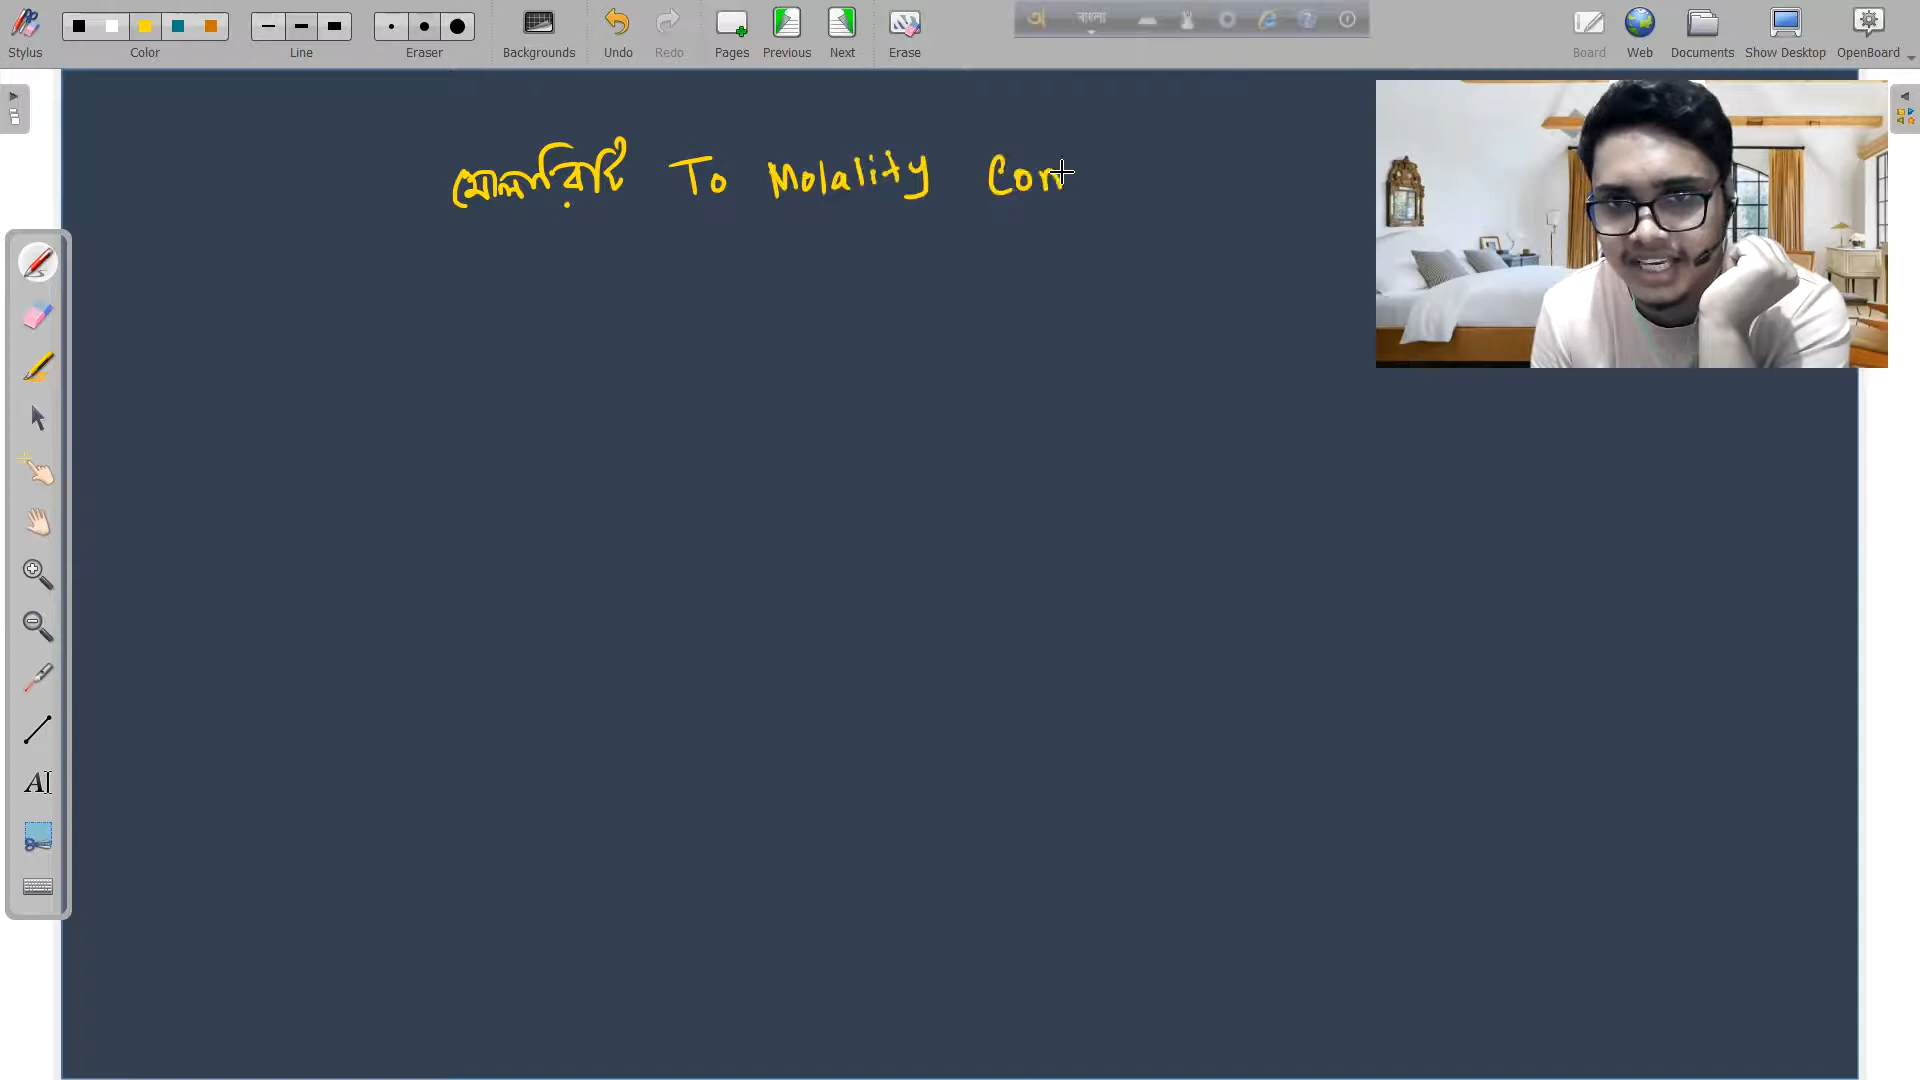 Stylus Color Line Eraser Backgrounds Undo Redo Pages Previous Next Erase বাংলা Board Web Documents Show Desktop OpenBoard
To Molality Con